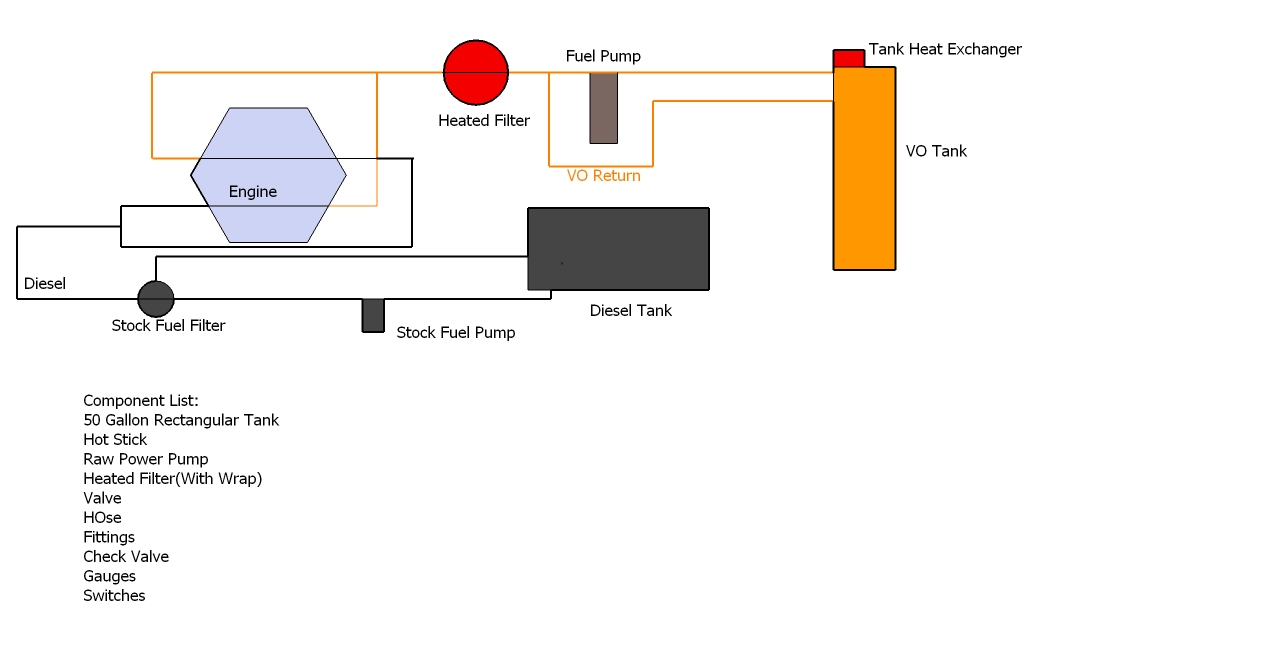 Tank Heat Exchanger
Fuel Pump
Heated Filter
VO Tank
VO Return
Engine
Diesel
Diesel Tank
Stock Fuel Filter
Stock Fuel Pump
Component List:
50 Gallon Rectangular Tank
Hot Stick
Raw Power Pump
Heated Filter(With Wrap)
Valve
HOse
Fittings
Check Valve
Gauges
Switches